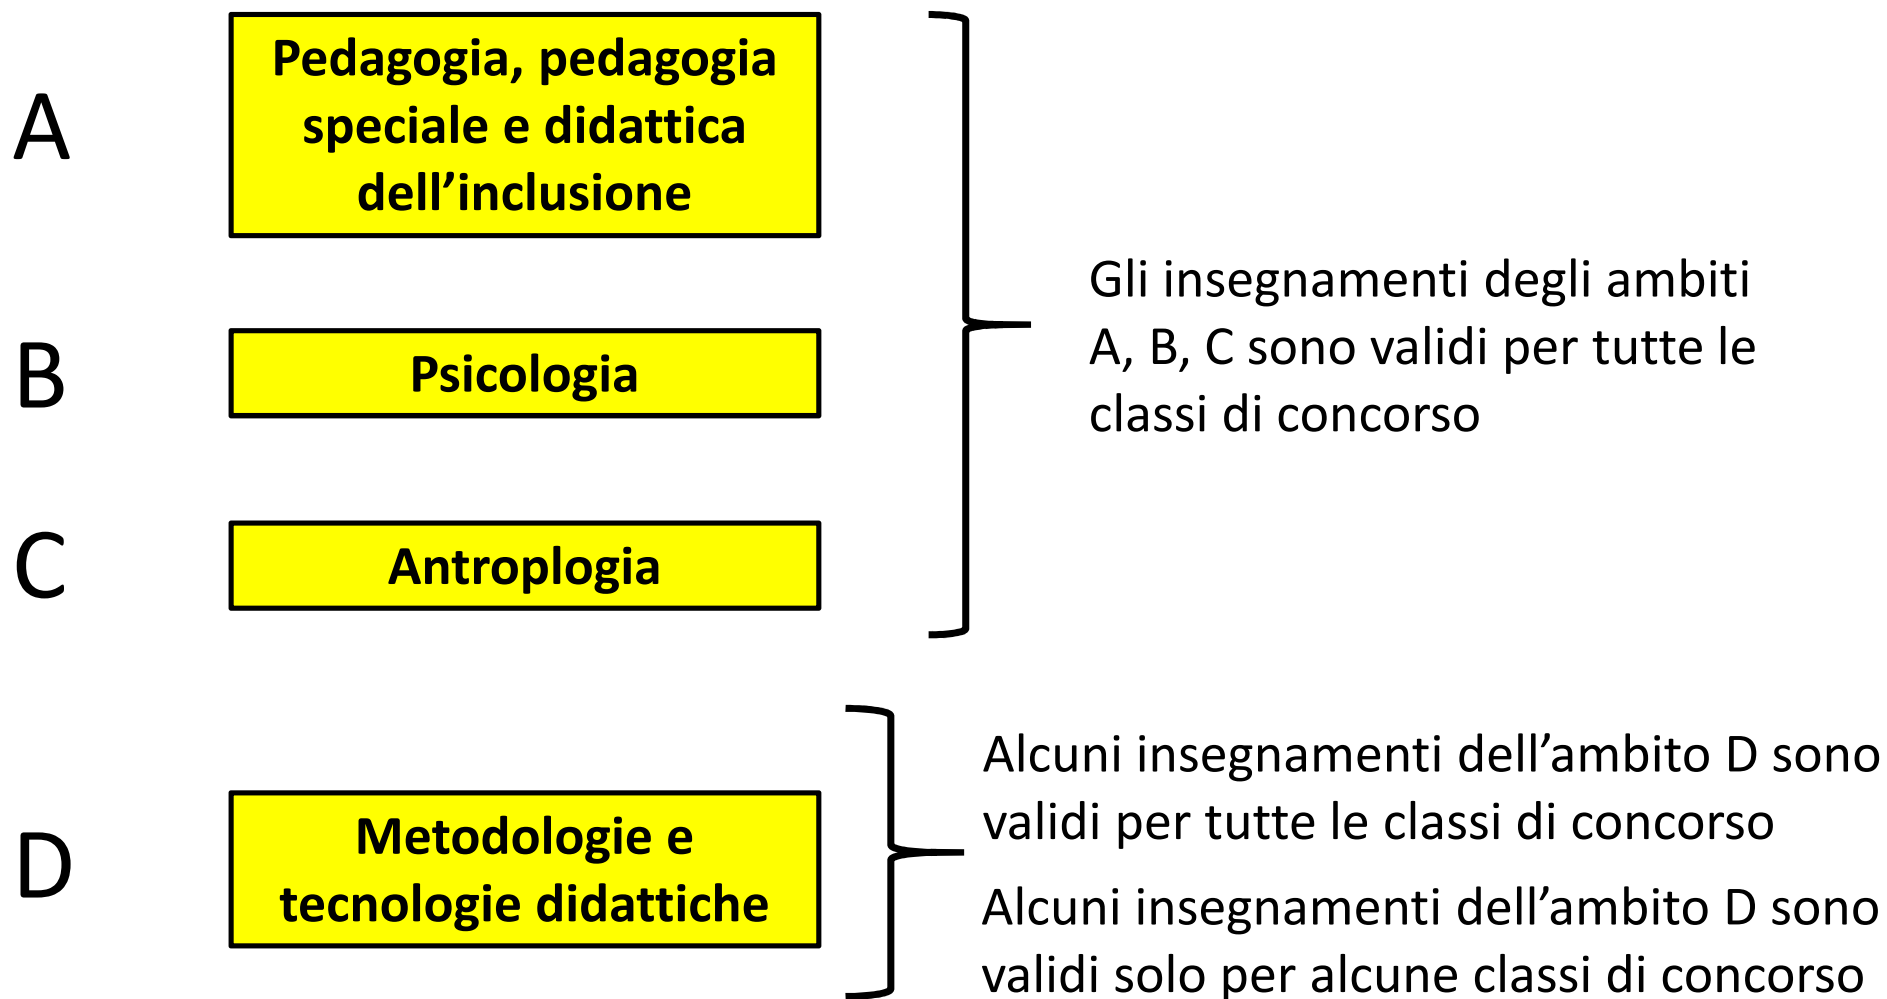 A
Pedagogia, pedagogia
speciale e didattica
dell’inclusione
B
Psicologia
C
Antroplogia
Gli insegnamenti degli ambiti
A, B, C sono validi per tutte le
classi di concorso
D
Metodologie e
tecnologie didattiche
Alcuni insegnamenti dell’ambito D sono
validi per tutte le classi di concorso
Alcuni insegnamenti dell’ambito D sono
validi solo per alcune classi di concorso